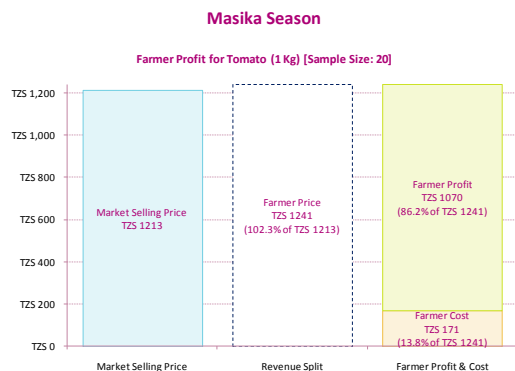 Masika Season
Farmer Profit for Tomato (1 Kg) [Sample Size: 20]
TZS 1,200
TZS 1,000
TZS 800
TZS 600
TZS 400
TZS 200
TZS 0
Market Selling Price
TZS 1213
Farmer Price
TZS 1241
(102.3% of TZS 1213)
Farmer Profit
TZS 1070
(86.2% of TZS 1241)
Farmer Cost
TZS 171
(13.8% of TZS 1241)
Market Selling Price
Revenue Split
Farmer Profit & Cost